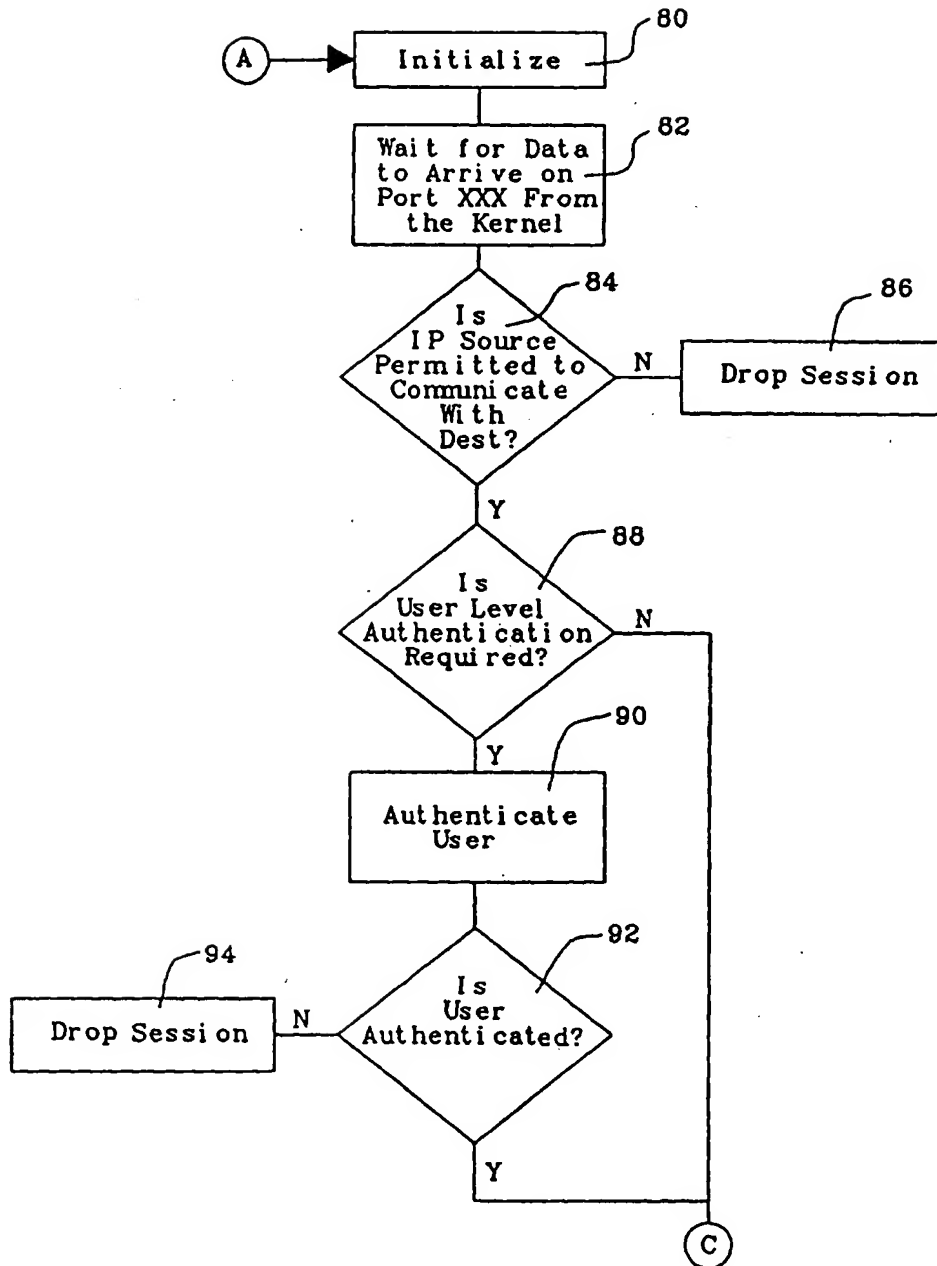 80
A
Initialize
82
Wait for Data
to Arrive on
Port XXX From
the Kernel
84
Is
IP Source
Permitted to
Communicate
With
Dest?
N
86
Drop Session
Y
88
Is
User Level
Authentication
Required?
N
Y
90
Authenticate
User
92
Is
User
Authenticated?
94
Drop Session
N
Y
C